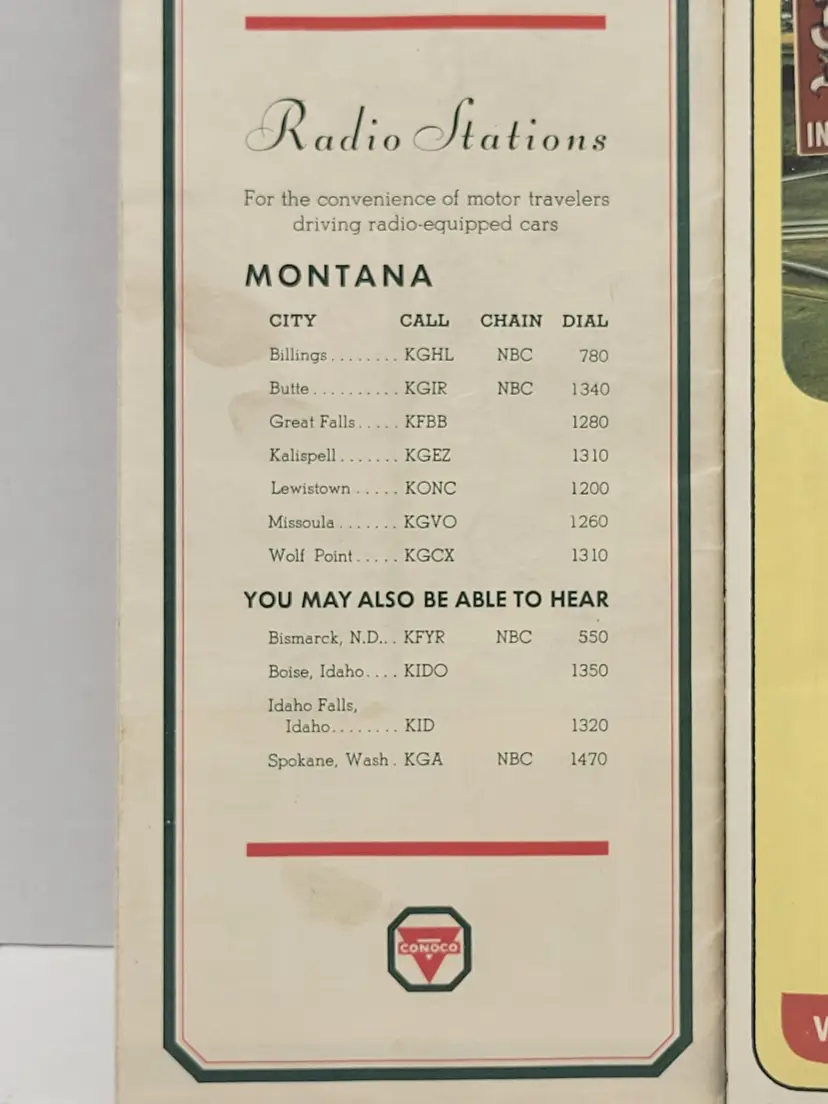 Radio Stations
For the convenience of motor travelers
driving radio-equipped cars
MONTANA
CITY CALL CHAIN DIAL
Billings........ KGHL NBC 780
Butte.......... KGIR NBC 1340
Great Falls..... KFBB 1280
Kalispell....... KGEZ 1310
Lewistown ..... KONC 1200
Missoula....... KGVO 1260
Wolf Point..... KGCX 1310
YOU MAY ALSO BE ABLE TO HEAR
Bismarck, N.D... KFYR NBC 550
Boise, Idaho.... KIDO 1350
Idaho Falls,
Idaho........ KID 1320
Spokane, Wash. KGA NBC 1470
CONOCO
IN